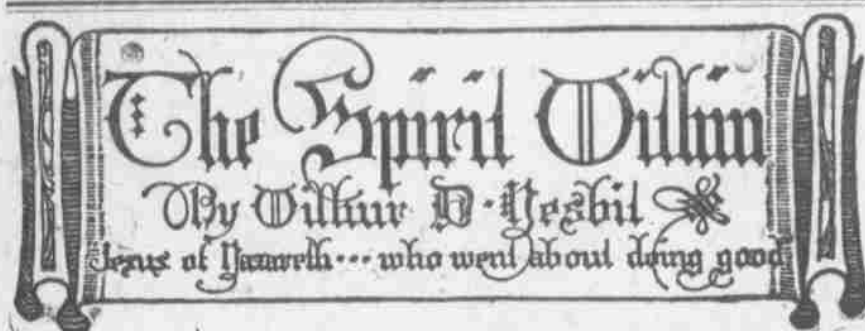 The Spirit Within
By Wilbur D. Nesbit
Jesus of Nazareth... who went about doing good